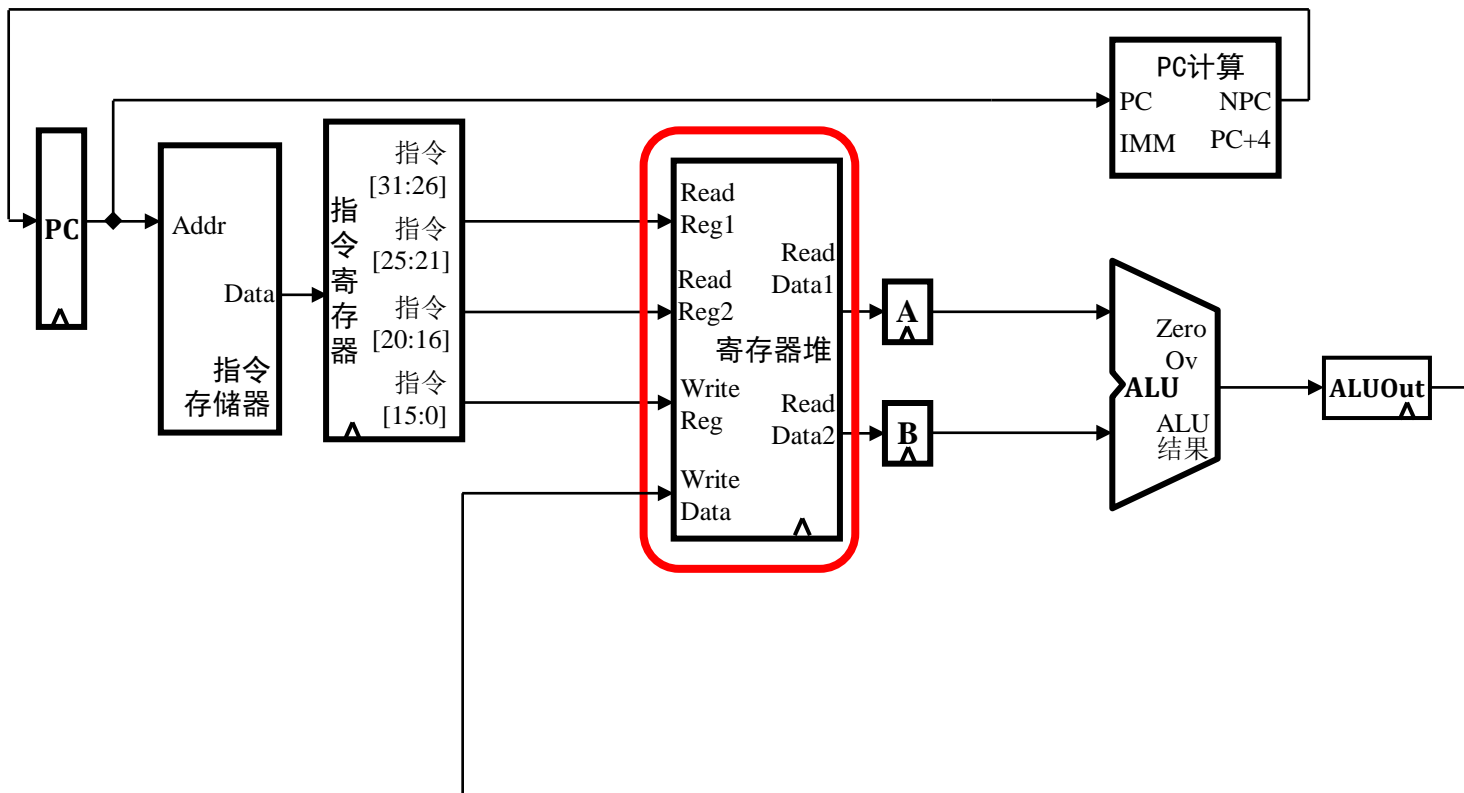 PC计算
PC
NPC
IMM
PC+4
PC
Addr
Data
指令
存储器
指令寄存器
指令
[31:26]
指令
[25:21]
指令
[20:16]
指令
[15:0]
Read
Reg1
Read
Reg2
Write
Reg
Write
Data
Read
Data1
寄存器堆
Read
Data2
A
B
Zero
Ov
ALU
ALU
结果
ALUOut